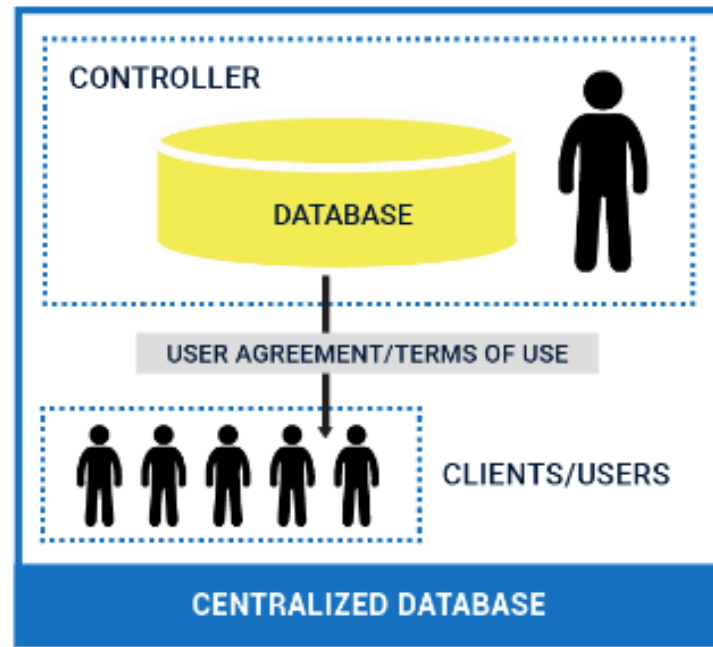 CONTROLLER
DATABASE
USER AGREEMENT/TERMS OF USE
CLIENTS/USERS
CENTRALIZED DATABASE